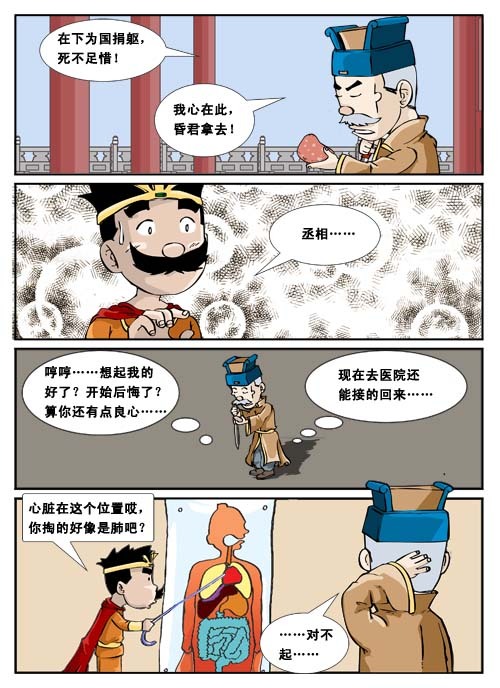 在下为国捐躯，
死不足惜！
我心在此，
昏君拿去！
丞相……
哼哼……想起我的
好了？开始后悔了？
算你还有点良心……
现在去医院还
能接的回来……
心脏在这个位置哎，
你掏的好像是肺吧？
……对不
起……